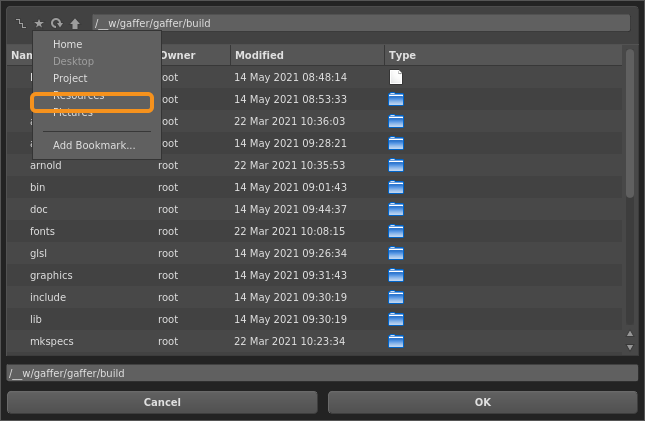 /__w/gaffer/gaffer/build
Owner Modified Type
Home
Desktop
Project
Resources
Pictures
Add Bookmark...
root 14 May 2021 08:48:14
root 14 May 2021 08:53:33
root 22 Mar 2021 10:36:03
root 14 May 2021 09:28:21
arnold root 22 Mar 2021 10:35:53
bin root 14 May 2021 09:01:43
doc root 14 May 2021 09:44:37
fonts root 22 Mar 2021 10:08:15
glsl root 14 May 2021 09:26:34
graphics root 14 May 2021 09:31:43
include root 14 May 2021 09:30:19
lib root 14 May 2021 09:30:19
mkspecs root 22 Mar 2021 10:23:34
/__w/gaffer/gaffer/build
Cancel OK